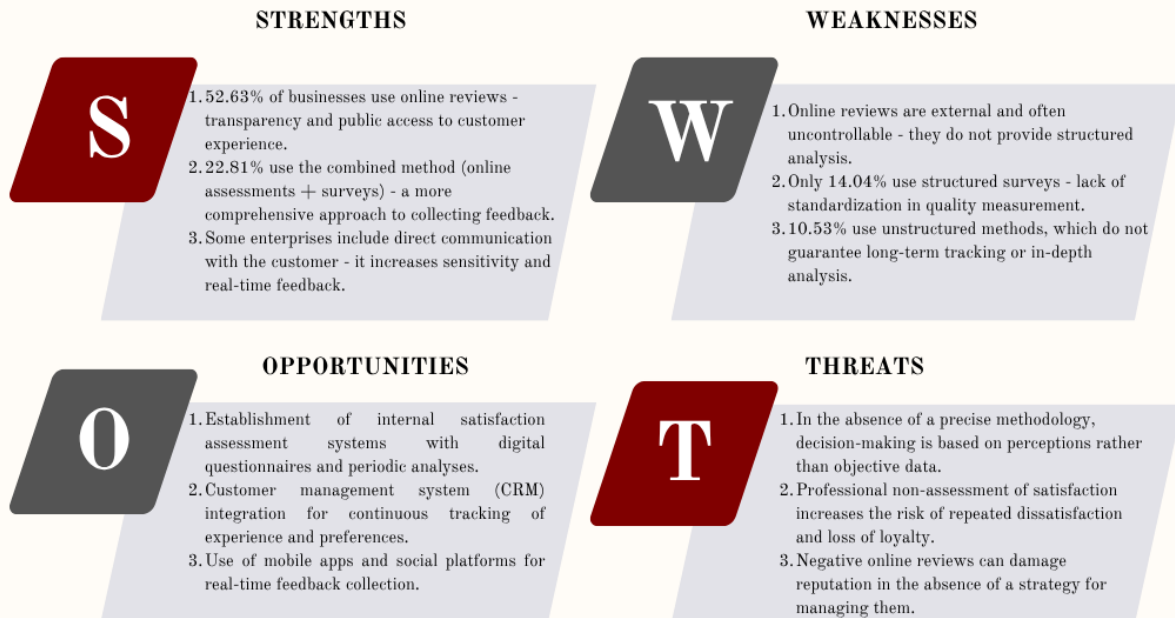 STRENGTHS
S
1. 52.63% of businesses use online reviews -
transparency and public access to customer
experience.
2. 22.81% use the combined method (online
assessments + surveys) - a more
comprehensive approach to collecting feedback.
3. Some enterprises include direct communication
with the customer - it increases sensitivity and
real-time feedback.
WEAKNESSES
W
1. Online reviews are external and often
uncontrollable - they do not provide structured
analysis.
2. Only 14.04% use structured surveys - lack of
standardization in quality measurement.
3. 10.53% use unstructured methods, which do not
guarantee long-term tracking or in-depth
analysis.
OPPORTUNITIES
O
1. Establishment of internal satisfaction
assessment systems with digital
questionnaires and periodic analyses.
2. Customer management system (CRM)
integration for continuous tracking of
experience and preferences.
3. Use of mobile apps and social platforms for
real-time feedback collection.
THREATS
T
1. In the absence of a precise methodology,
decision-making is based on perceptions rather
than objective data.
2. Professional non-assessment of satisfaction
increases the risk of repeated dissatisfaction
and loss of loyalty.
3. Negative online reviews can damage
reputation in the absence of a strategy for
managing them.